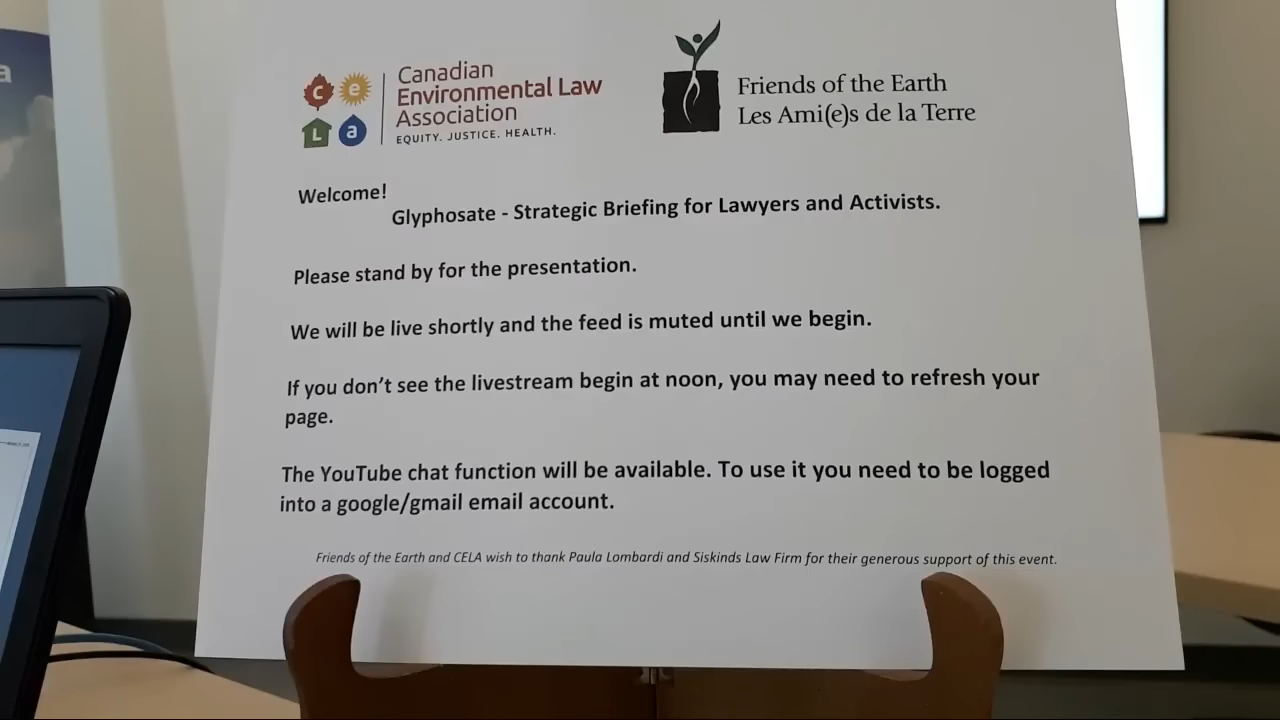 a
c e
L a
Canadian
Environmental Law
Association
EQUITY. JUSTICE. HEALTH.
Friends of the Earth
Les Ami(e)s de la Terre
Welcome!
Glyphosate - Strategic Briefing for Lawyers and Activists.
Please stand by for the presentation.
We will be live shortly and the feed is muted until we begin.
If you don't see the livestream begin at noon, you may need to refresh your
page.
The YouTube chat function will be available. To use it you need to be logged
into a google/gmail email account.
Friends of the Earth and CELA wish to thank Paula Lombardi and Siskinds Law Firm for their generous support of this event.